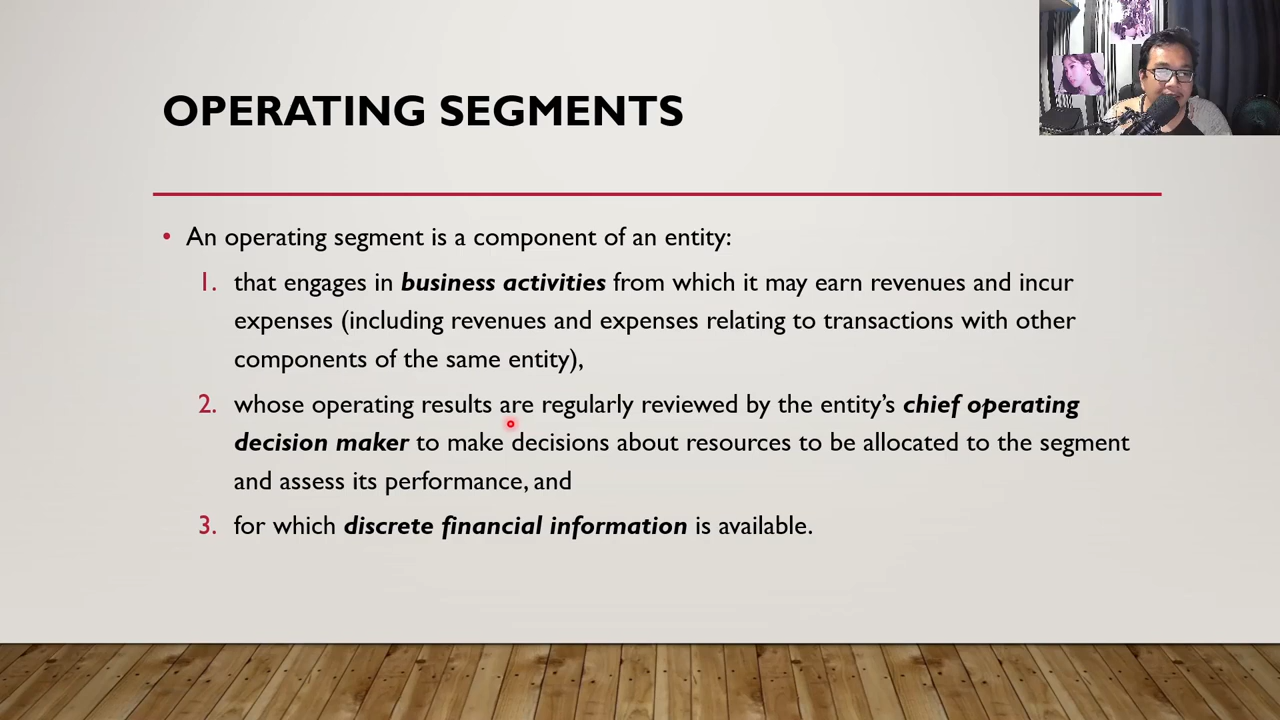 OPERATING SEGMENTS
• An operating segment is a component of an entity:
1. that engages in business activities from which it may earn revenues and incur
expenses (including revenues and expenses relating to transactions with other
components of the same entity),
2. whose operating results are regularly reviewed by the entity's chief operating
decision maker to make decisions about resources to be allocated to the segment
and assess its performance, and
3. for which discrete financial information is available.